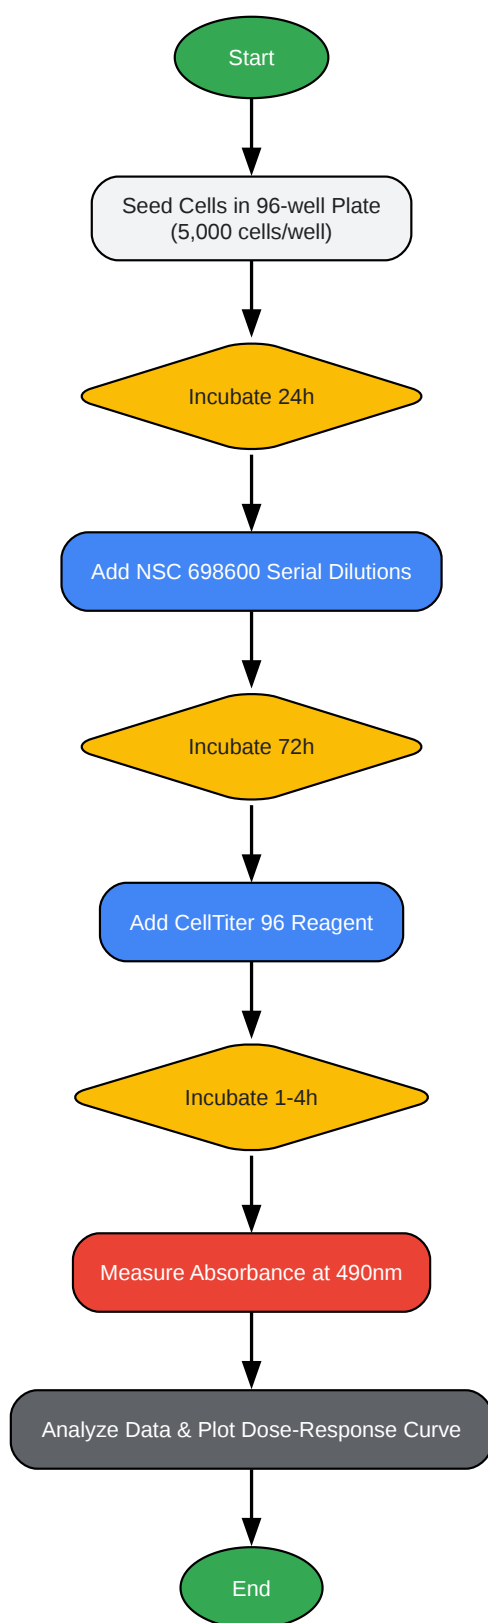 Start
Seed Cells in 96-well Plate
(5,000 cells/well)
Incubate 24h
Add NSC 698600 Serial Dilutions
Incubate 72h
Add CellTiter 96 Reagent
Incubate 1-4h
Measure Absorbance at 490nm
Analyze Data & Plot Dose-Response Curve
End